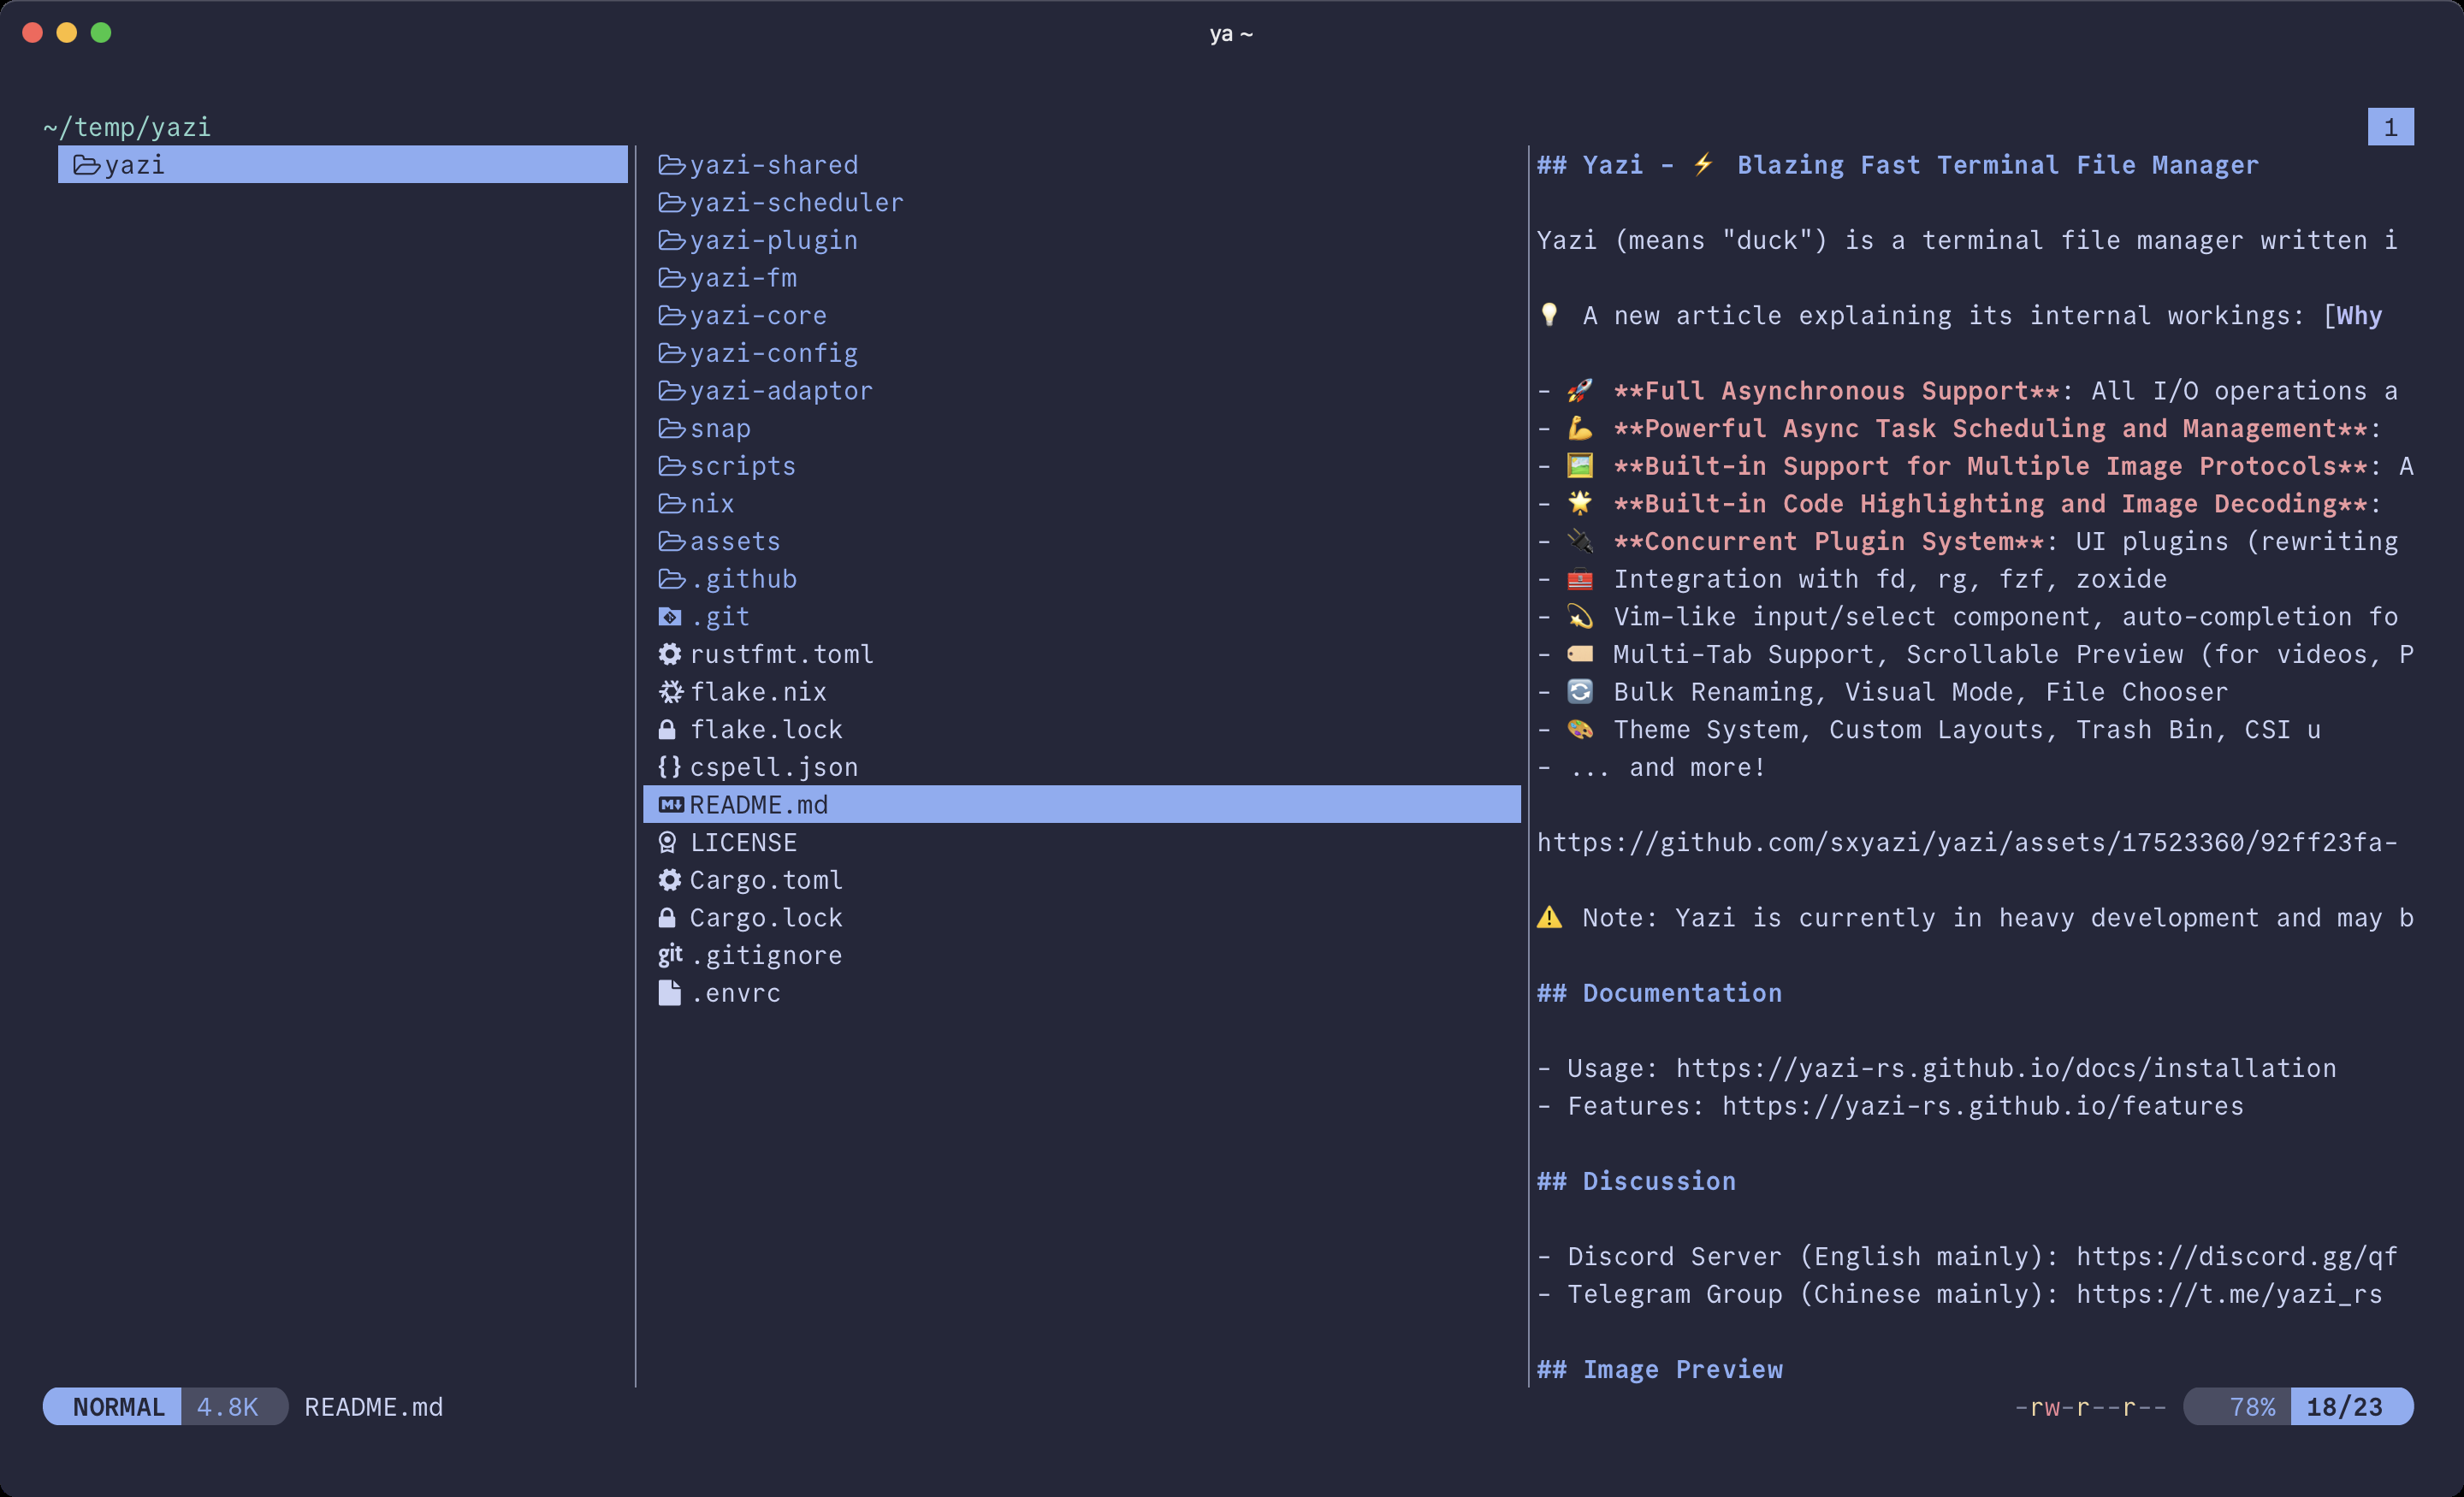 ya ~
~/temp/yazi
1
yazi
yazi-shared
yazi-scheduler
yazi-plugin
yazi-fm
yazi-core
yazi-config
yazi-adaptor
snap
scripts
nix
assets
.github
.git
rustfmt.toml
flake.nix
flake.lock
{} cspell.json
M↓ README.md
LICENSE
Cargo.toml
Cargo.lock
git .gitignore
.envrc
## Yazi - ⚡ Blazing Fast Terminal File Manager
Yazi (means "duck") is a terminal file manager written i
💡 A new article explaining its internal workings: [Why
- 🚀 **Full Asynchronous Support**: All I/O operations a
- 💪 **Powerful Async Task Scheduling and Management**:
- 🖼️ **Built-in Support for Multiple Image Protocols**: A
- 🌟 **Built-in Code Highlighting and Image Decoding**:
- 🔌 **Concurrent Plugin System**: UI plugins (rewriting
- 🧰 Integration with fd, rg, fzf, zoxide
- 💫 Vim-like input/select component, auto-completion fo
- 🏷️ Multi-Tab Support, Scrollable Preview (for videos, P
- 🔄 Bulk Renaming, Visual Mode, File Chooser
- 🎨 Theme System, Custom Layouts, Trash Bin, CSI u
- ... and more!
https://github.com/sxyazi/yazi/assets/17523360/92ff23fa-
⚠️ Note: Yazi is currently in heavy development and may b
## Documentation
- Usage: https://yazi-rs.github.io/docs/installation
- Features: https://yazi-rs.github.io/features
## Discussion
- Discord Server (English mainly): https://discord.gg/qf
- Telegram Group (Chinese mainly): https://t.me/yazi_rs
## Image Preview
NORMAL 4.8K README.md
-rw-r--r-- 78% 18/23